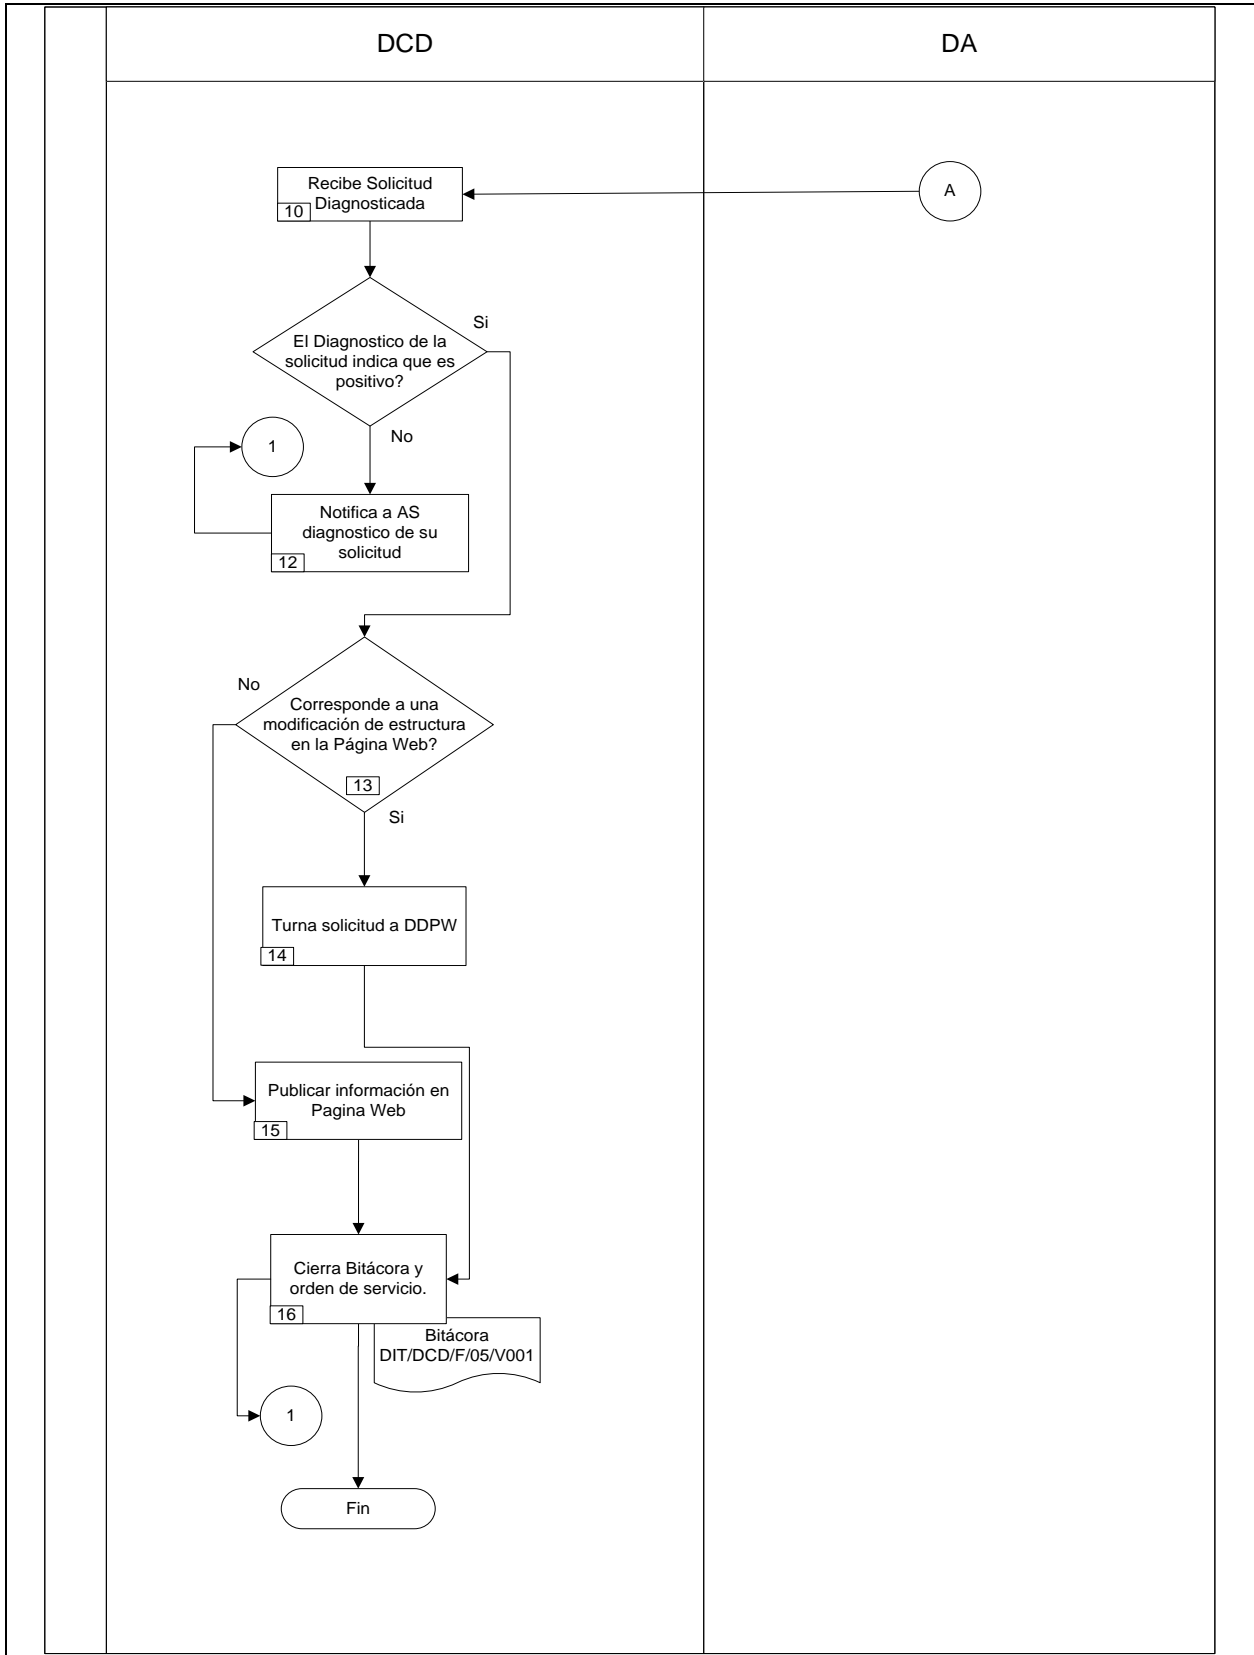 DCD
DA
Recibe Solicitud
Diagnosticada
10
A
Si
El Diagnostico de la
solicitud indica que es
positivo?
No
1
Notifica a AS
diagnostico de su
solicitud
12
No
Corresponde a una
modificación de estructura
en la Página Web?
13
Si
Turna solicitud a DDPW
14
Publicar información en
Pagina Web
15
Cierra Bitácora y
orden de servicio.
16
Bitácora
DIT/DCD/F/05/V001
1
Fin